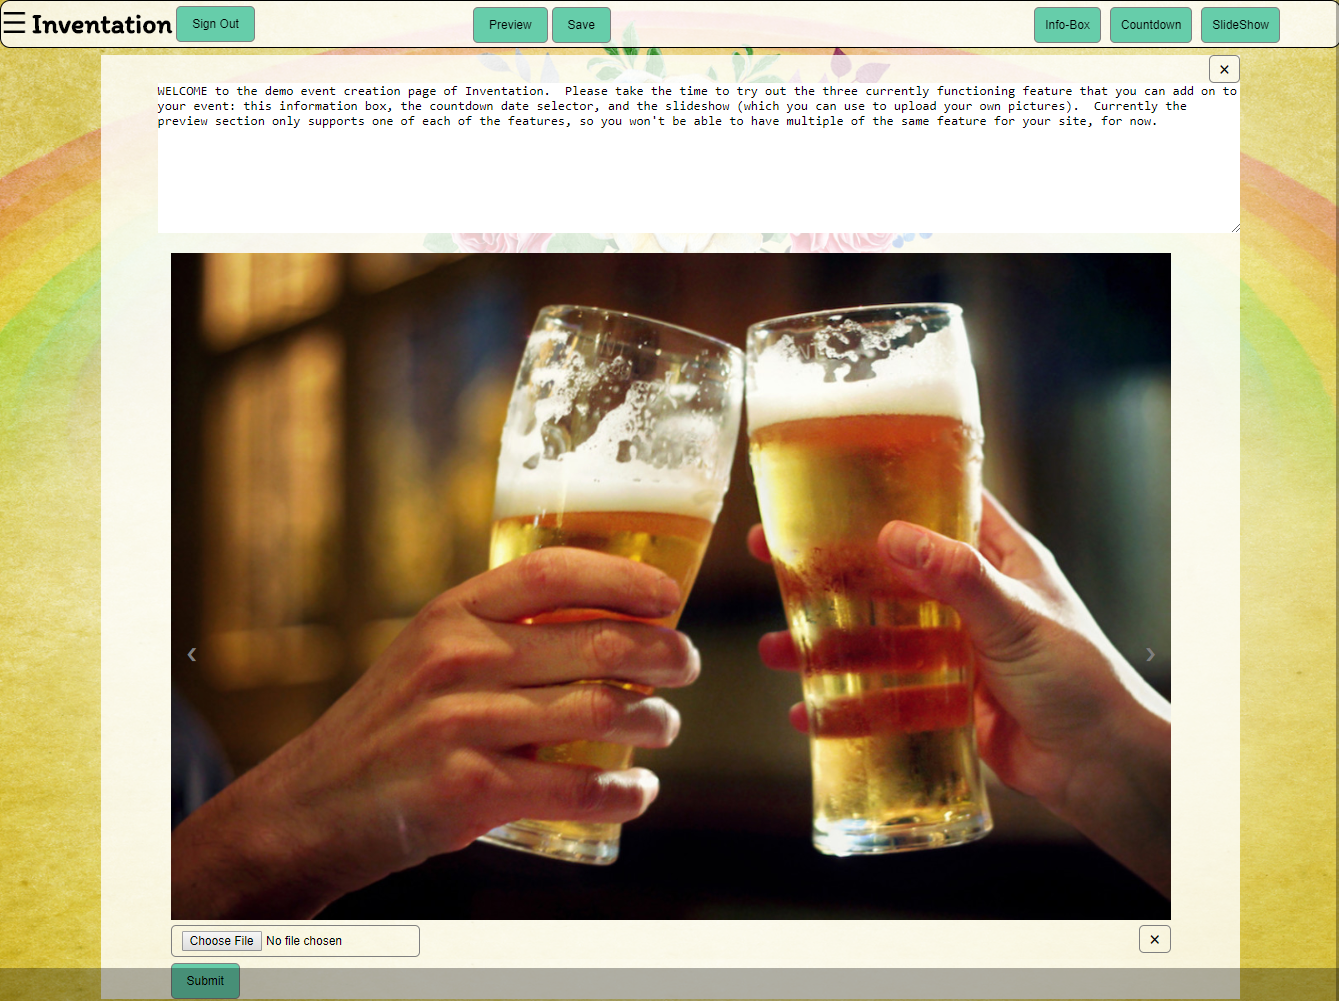 ☰ Inventation Sign Out Preview Save Info-Box Countdown SlideShow
×
WELCOME to the demo event creation page of Inventation.  Please take the time to try out the three currently functioning feature that you can add on to
your event: this information box, the countdown date selector, and the slideshow (which you can use to upload your own pictures).  Currently the
preview section only supports one of each of the features, so you won't be able to have multiple of the same feature for your site, for now.
‹ ›
Choose File No file chosen ×
Submit